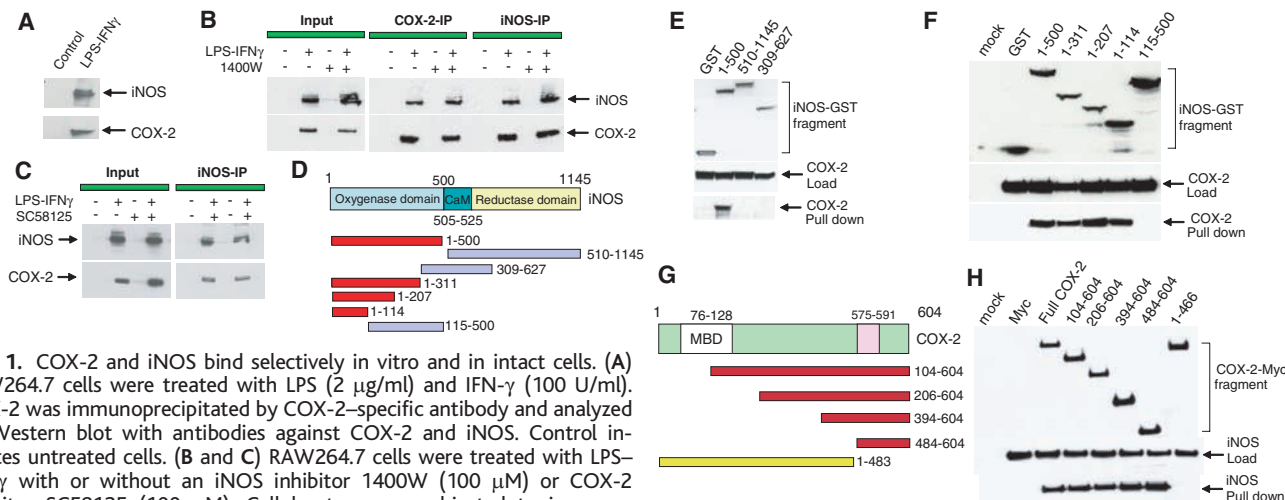 A
Control
LPS-IFNγ
iNOS
COX-2
B
Input
COX-2-IP
iNOS-IP
LPS-IFNγ - + - + - + - + - + - +
1400W - - + + - - + + - - + +
iNOS
COX-2
C
Input
iNOS-IP
LPS-IFNγ - + - + - + - +
SC58125 - - + + - - + +
iNOS
COX-2
D
1 500 1145
Oxygenase domain CaM Reductase domain iNOS
505-525
1-500
510-1145
309-627
1-311
1-207
1-114
115-500
E
GST
1-500
510-1145
309-627
iNOS-GST
fragment
COX-2
Load
COX-2
Pull down
F
mock
GST
1-500
1-311
1-207
1-114
115-500
iNOS-GST
fragment
COX-2
Load
COX-2
Pull down
G
1 76-128 575-591 604
MBD COX-2
104-604
206-604
394-604
484-604
1-483
H
mock
Myc
Full COX-2
104-604
206-604
394-604
484-604
1-466
COX-2-Myc
fragment
iNOS
Load
iNOS
Pull down
1. COX-2 and iNOS bind selectively in vitro and in intact cells. (A)
264.7 cells were treated with LPS (2 μg/ml) and IFN-γ (100 U/ml).
-2 was immunoprecipitated by COX-2–specific antibody and analyzed
Western blot with antibodies against COX-2 and iNOS. Control in-
tes untreated cells. (B and C) RAW264.7 cells were treated with LPS–
γ with or without an iNOS inhibitor 1400W (100 μM) or COX-2